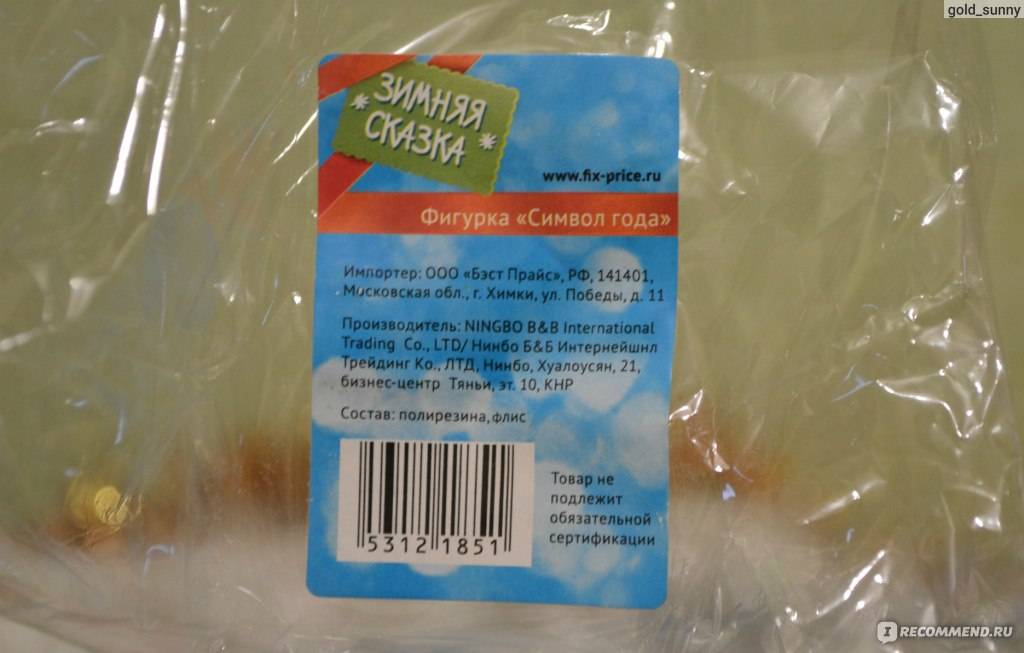 gold_sunny
ЗИМНЯЯ
СКАЗКА
www.fix-price.ru
Фигурка «Символ года»
Импортер: ООО «Бэст Прайс», РФ, 141401,
Московская обл., г. Химки, ул. Победы, д. 11
Производитель: NINGBO B&B International
Trading Co., LTD/ Нинбо Б&Б Интернейшнл
Трейдинг Ко., ЛТД, Нинбо, Хуалоусян, 21,
бизнес-центр Тяньи, эт. 10, КНР
Состав: полирезина,флис
5312 1851
Товар не
подлежит
обязательной
сертификации
I RECOMMEND.RU